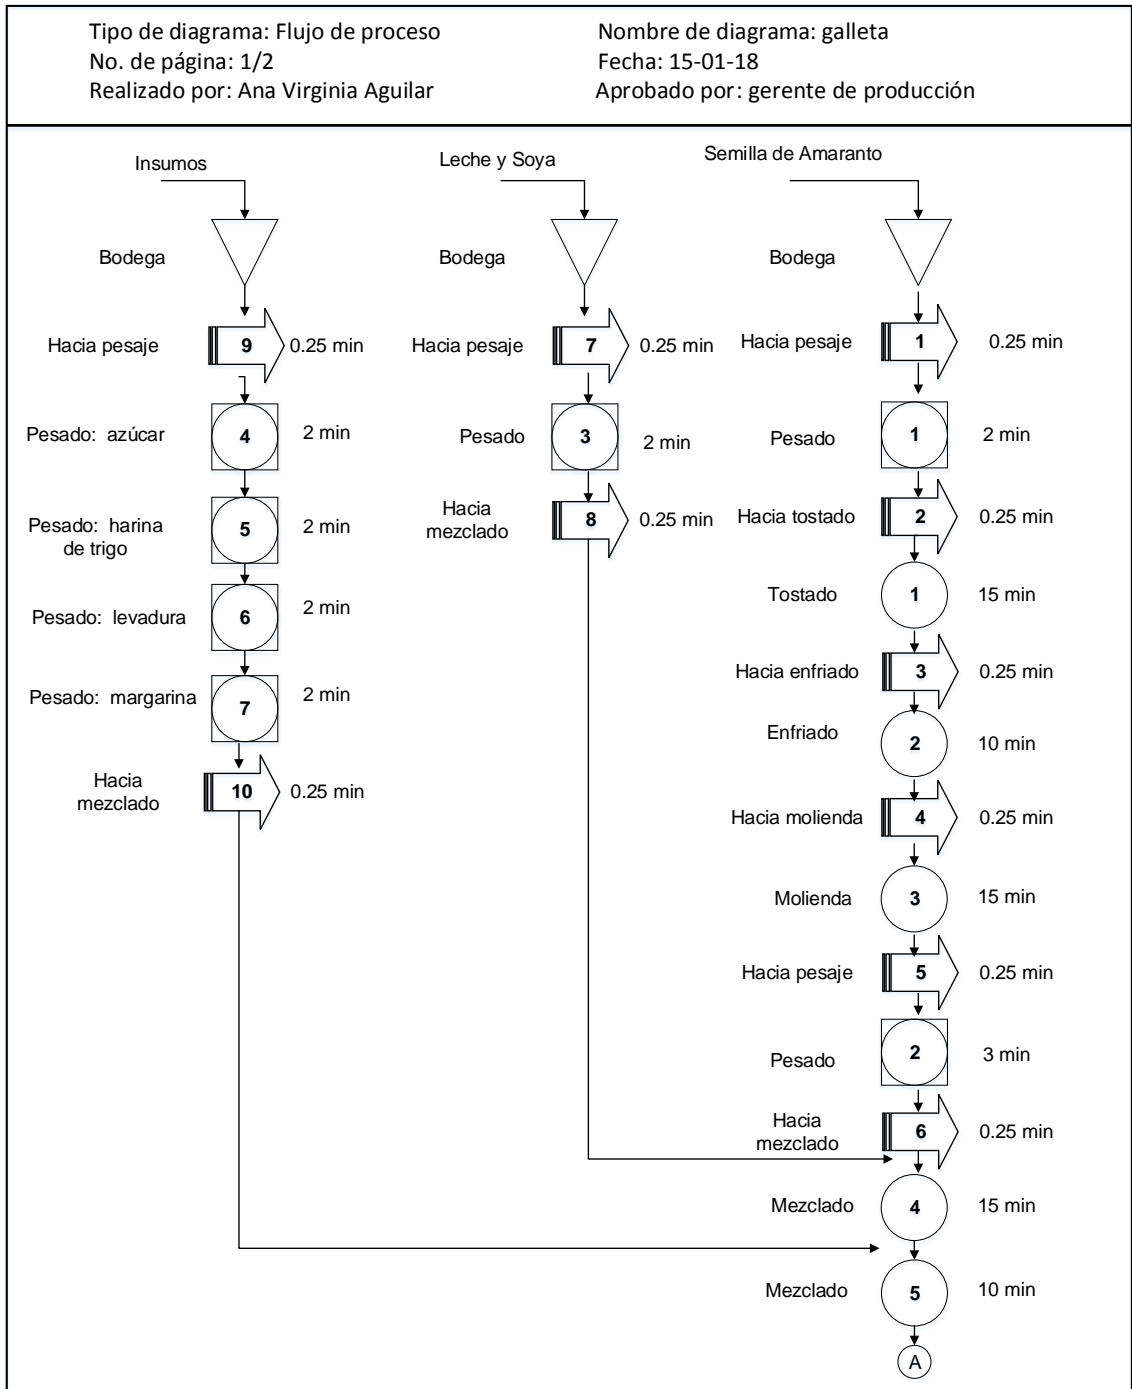 Tipo de diagrama: Flujo de proceso
No. de página: 1/2
Realizado por: Ana Virginia Aguilar
Nombre de diagrama: galleta
Fecha: 15-01-18
Aprobado por: gerente de producción
Insumos
Bodega
Hacia pesaje
9
0.25 min
Pesado: azúcar
4
2 min
Pesado: harina
de trigo
5
2 min
Pesado: levadura
6
2 min
Pesado: margarina
7
2 min
Hacia
mezclado
10
0.25 min
Leche y Soya
Bodega
Hacia pesaje
7
0.25 min
Pesado
3
2 min
Hacia
mezclado
8
0.25 min
Semilla de Amaranto
Bodega
Hacia pesaje
1
0.25 min
Pesado
1
2 min
Hacia tostado
2
0.25 min
Tostado
1
15 min
Hacia enfriado
3
0.25 min
Enfriado
2
10 min
Hacia molienda
4
0.25 min
Molienda
3
15 min
Hacia pesaje
5
0.25 min
Pesado
2
3 min
Hacia
mezclado
6
0.25 min
Mezclado
4
15 min
Mezclado
5
10 min
A